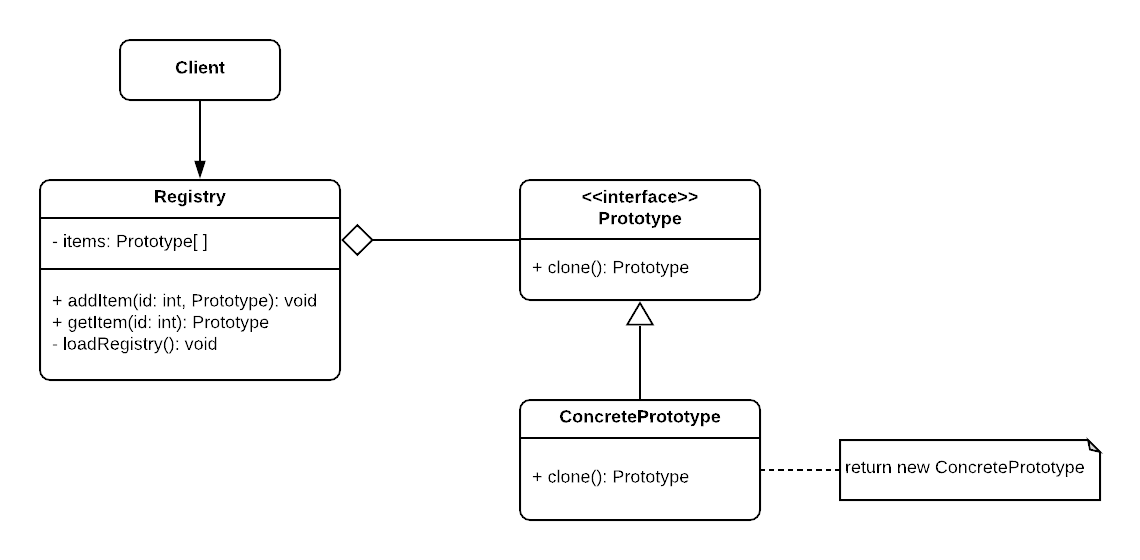 Client
Registry
- items: Prototype[ ]
+ addItem(id: int, Prototype): void
+ getItem(id: int): Prototype
- loadRegistry(): void
<<interface>>
Prototype
+ clone(): Prototype
ConcretePrototype
+ clone(): Prototype
return new ConcretePrototype